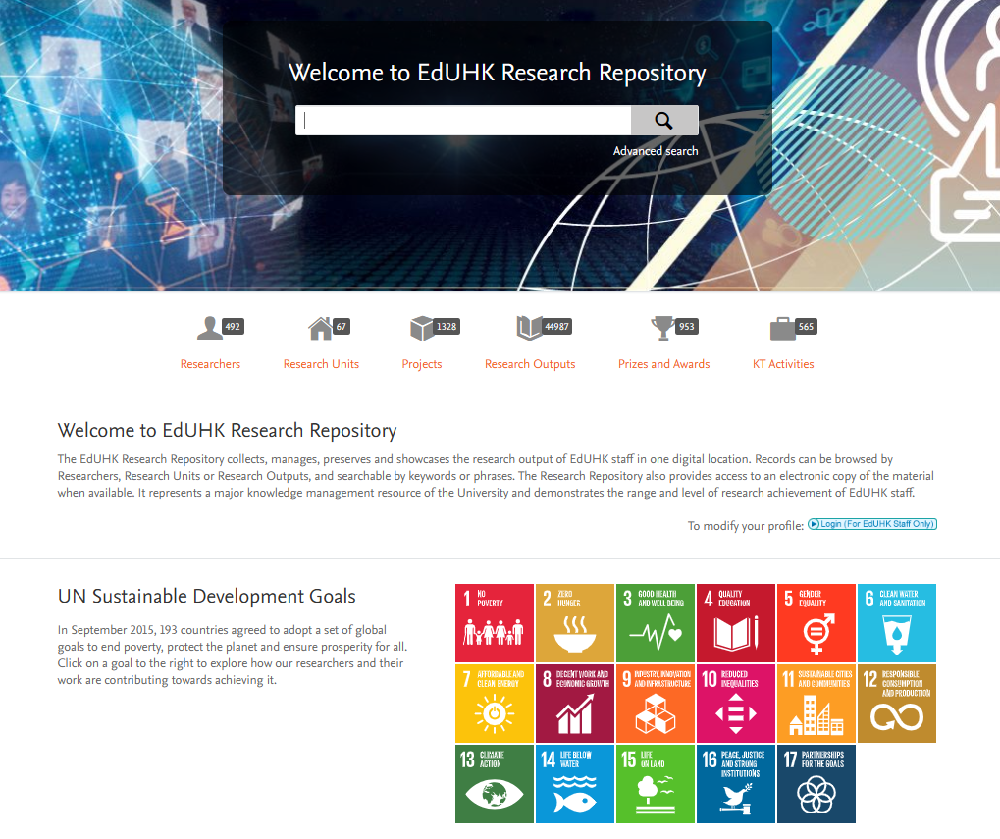 Welcome to EdUHK Research Repository
Advanced search
492
67
1328
44987
953
565
Researchers
Research Units
Projects
Research Outputs
Prizes and Awards
KT Activities
Welcome to EdUHK Research Repository
The EdUHK Research Repository collects, manages, preserves and showcases the research output of EdUHK staff in one digital location. Records can be browsed by
Researchers, Research Units or Research Outputs, and searchable by keywords or phrases. The Research Repository also provides access to an electronic copy of the material
when available. It represents a major knowledge management resource of the University and demonstrates the range and level of research achievement of EdUHK staff.
To modify your profile: Login (For EdUHK Staff Only)
UN Sustainable Development Goals
In September 2015, 193 countries agreed to adopt a set of global
goals to end poverty, protect the planet and ensure prosperity for all.
Click on a goal to the right to explore how our researchers and their
work are contributing towards achieving it.
1 NO
POVERTY
2 ZERO
HUNGER
3 GOOD HEALTH
AND WELL-BEING
4 QUALITY
EDUCATION
5 GENDER
EQUALITY
6 CLEAN WATER
AND SANITATION
7 AFFORDABLE AND
CLEAN ENERGY
8 DECENT WORK AND
ECONOMIC GROWTH
9 INDUSTRY, INNOVATION
AND INFRASTRUCTURE
10 REDUCED
INEQUALITIES
11 SUSTAINABLE CITIES
AND COMMUNITIES
12 RESPONSIBLE
CONSUMPTION
AND PRODUCTION
13 CLIMATE
ACTION
14 LIFE BELOW
WATER
15 LIFE
ON LAND
16 PEACE, JUSTICE
AND STRONG
INSTITUTIONS
17 PARTNERSHIPS
FOR THE GOALS